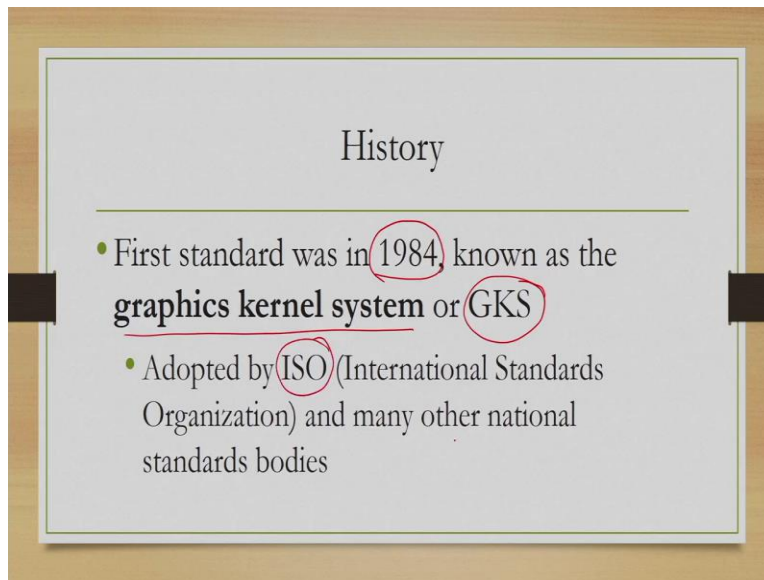 History
• First standard was in 1984, known as the
graphics kernel system or GKS
• Adopted by ISO (International Standards
Organization) and many other national
standards bodies